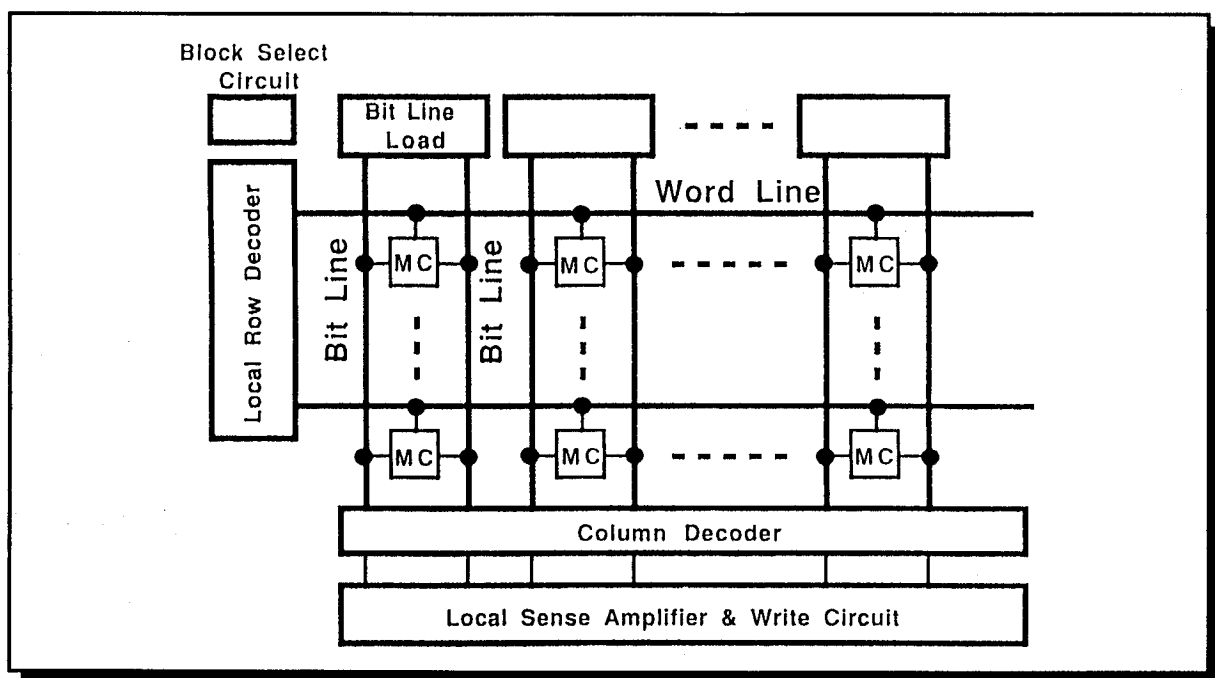 Block Select
Circuit
Bit Line
Load
Word Line
Local Row Decoder
Bit Line
Bit Line
MC
MC
MC
MC
MC
MC
Column Decoder
Local Sense Amplifier & Write Circuit